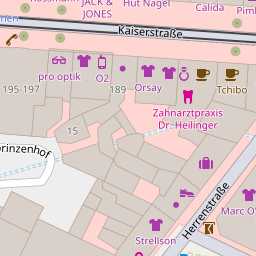 JACK &
JONES
Hut Nagel
Calida
Kaiserstraße
pro optik
O2
195-197
189
Orsay
Tchibo
Zahnarztpraxis
Dr. Heilinger
15
prinzenhof
Herrenstraße
Marc O'
Strellson